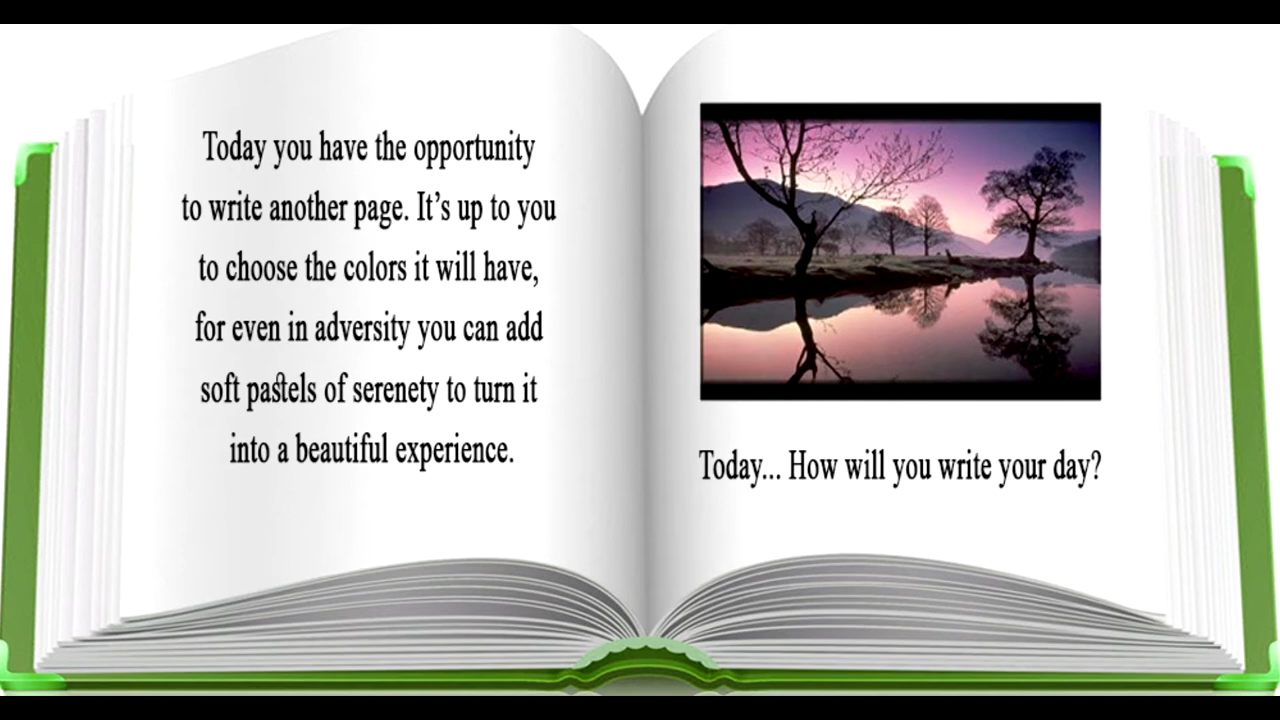 Today you have the opportunity
to write another page. It’s up to you
to choose the colors it will have,
for even in adversity you can add
soft pastels of serenety to turn it
into a beautiful experience.
Today... How will you write your day?